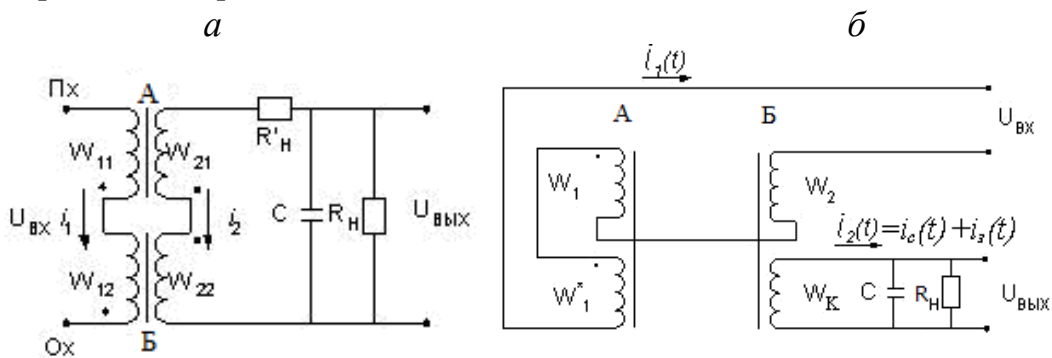 а
б
Пх
А
W11
W21
R'Н
UВХ
i1
i2
C
RН
UВЫХ
W12
W22
Ох
Б
i1(t)
А
Б
UВХ
W1
W2
i2(t)=ic(t)+iз(t)
W"1
WК
C
RН
UВЫХ